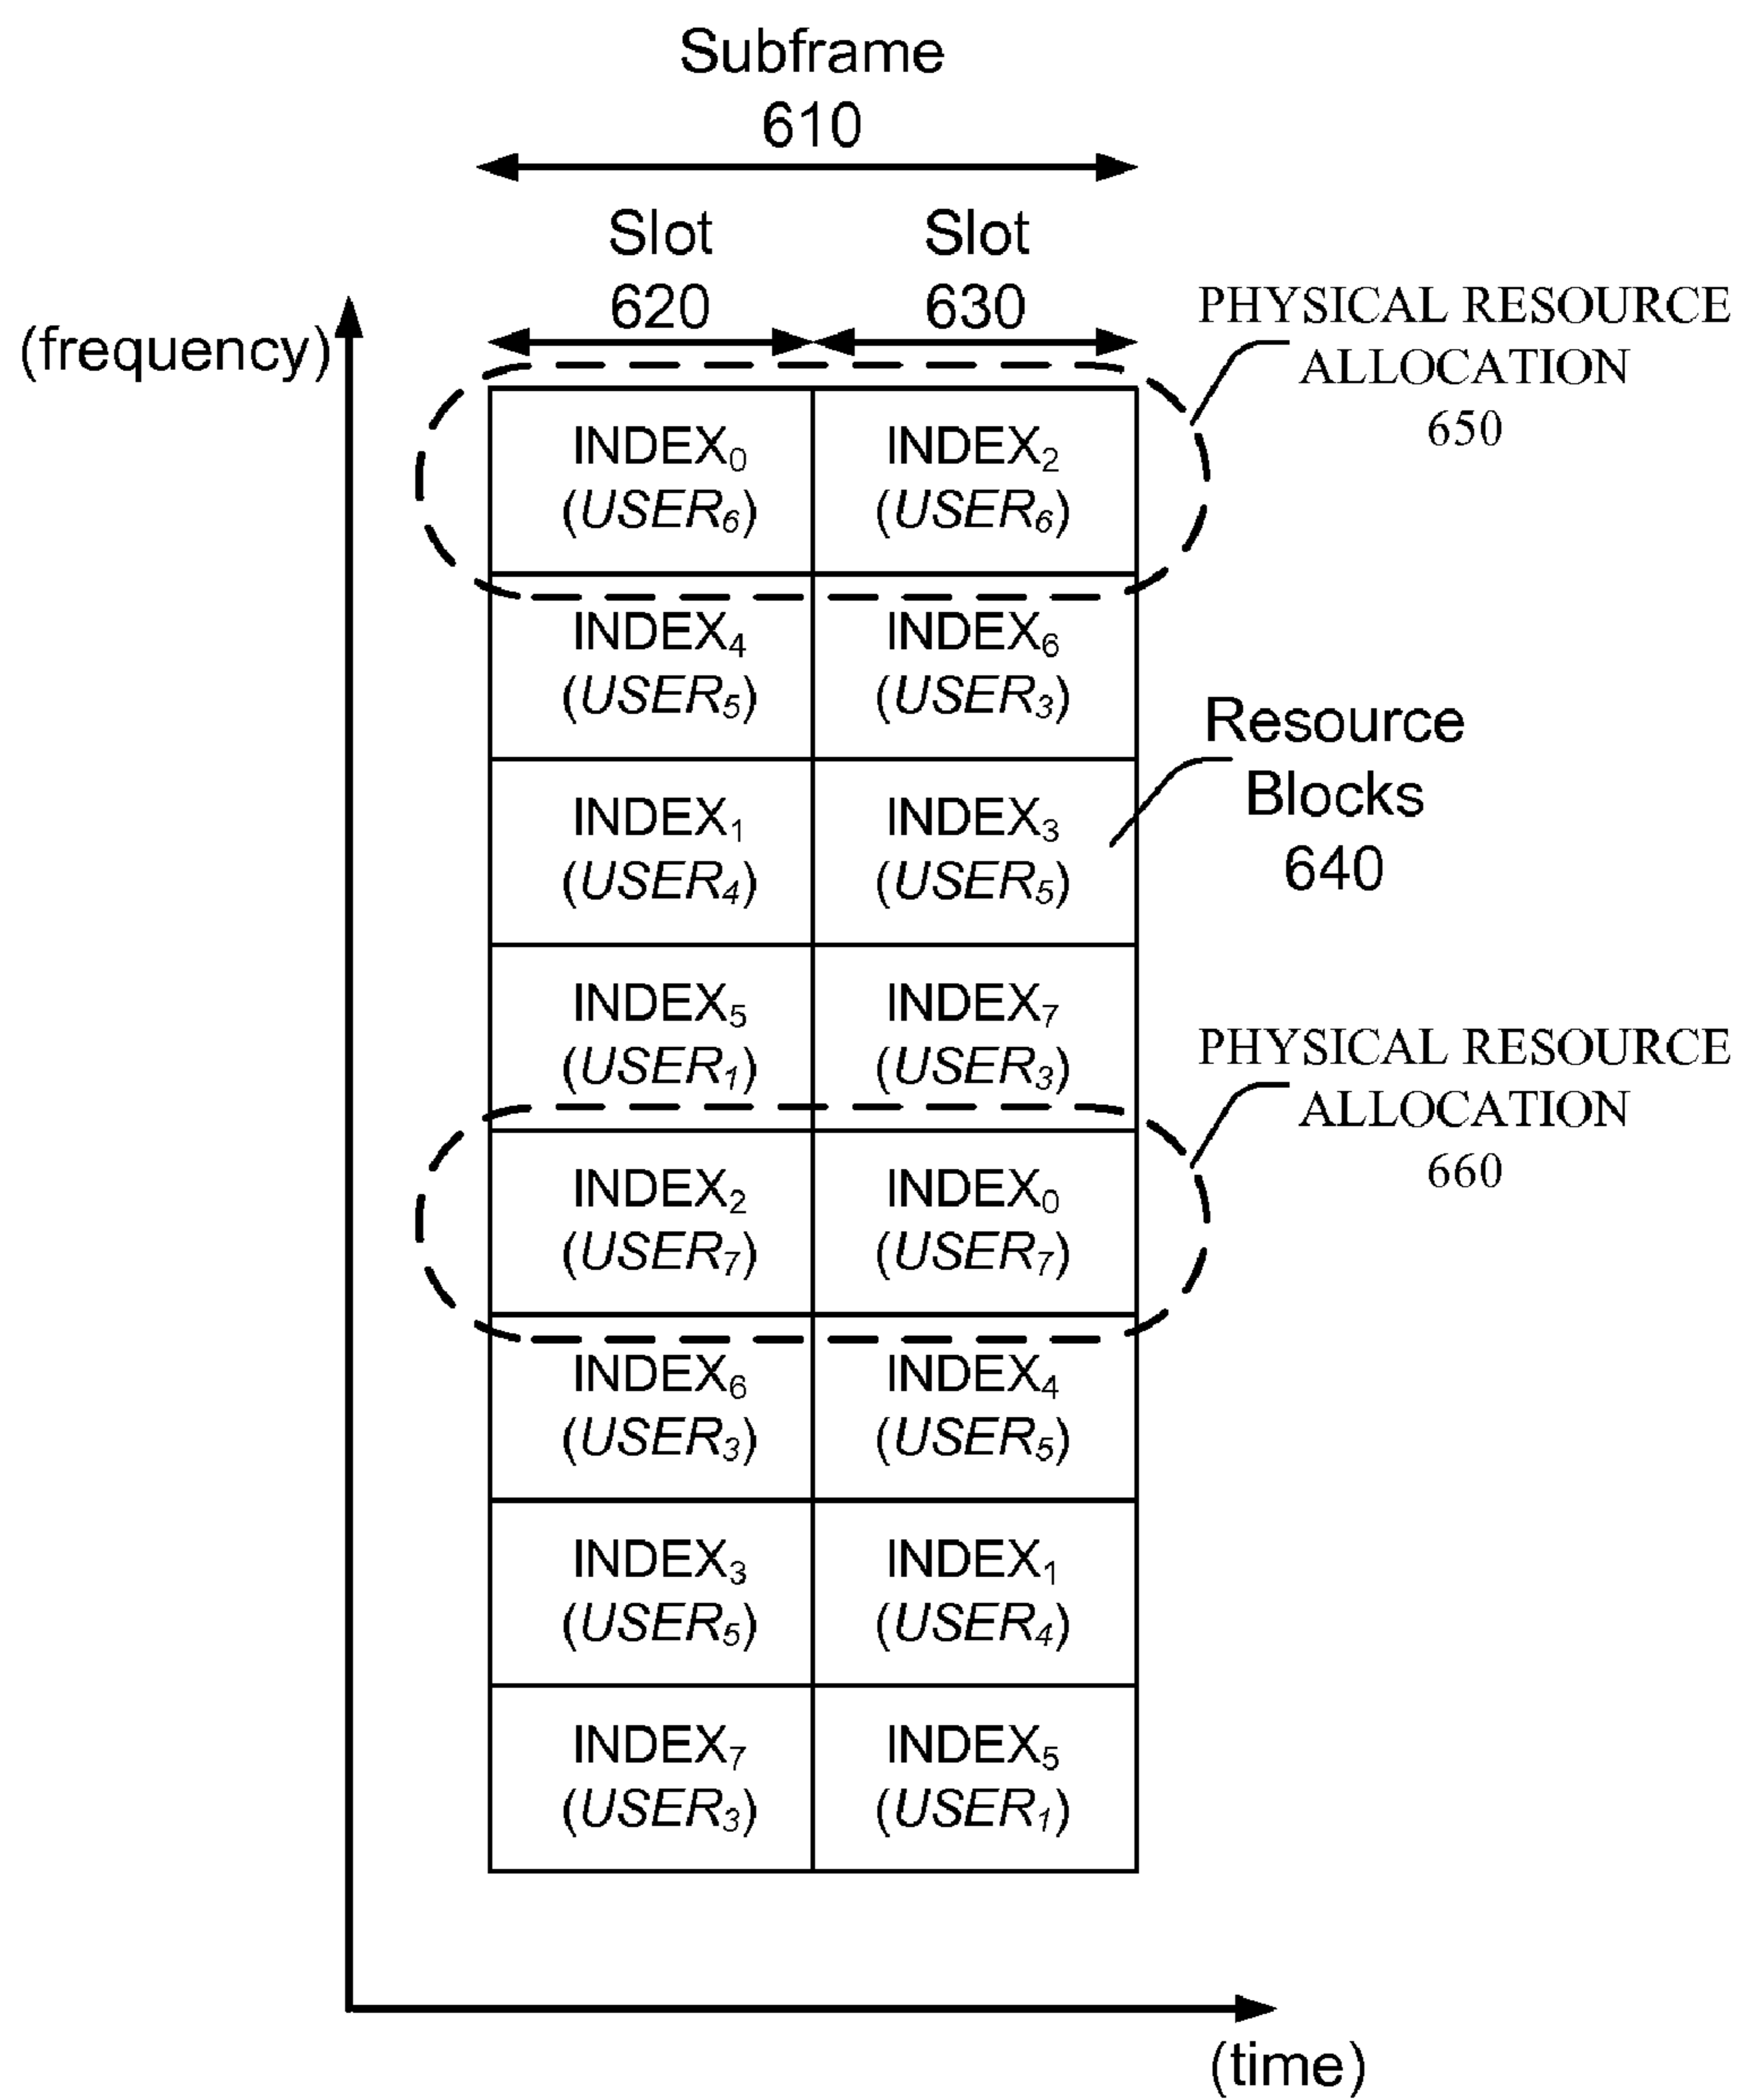 Subframe
610
Slot
620
Slot
630
(frequency)
PHYSICAL RESOURCE
ALLOCATION
650
INDEX₀
(USER₆)
INDEX₂
(USER₆)
INDEX₄
(USER₅)
INDEX₆
(USER₃)
Resource
Blocks
640
INDEX₁
(USER₄)
INDEX₃
(USER₅)
INDEX₅
(USER₁)
INDEX₇
(USER₃)
PHYSICAL RESOURCE
ALLOCATION
660
INDEX₂
(USER₇)
INDEX₀
(USER₇)
INDEX₆
(USER₃)
INDEX₄
(USER₅)
INDEX₃
(USER₅)
INDEX₁
(USER₄)
INDEX₇
(USER₃)
INDEX₅
(USER₁)
(time)